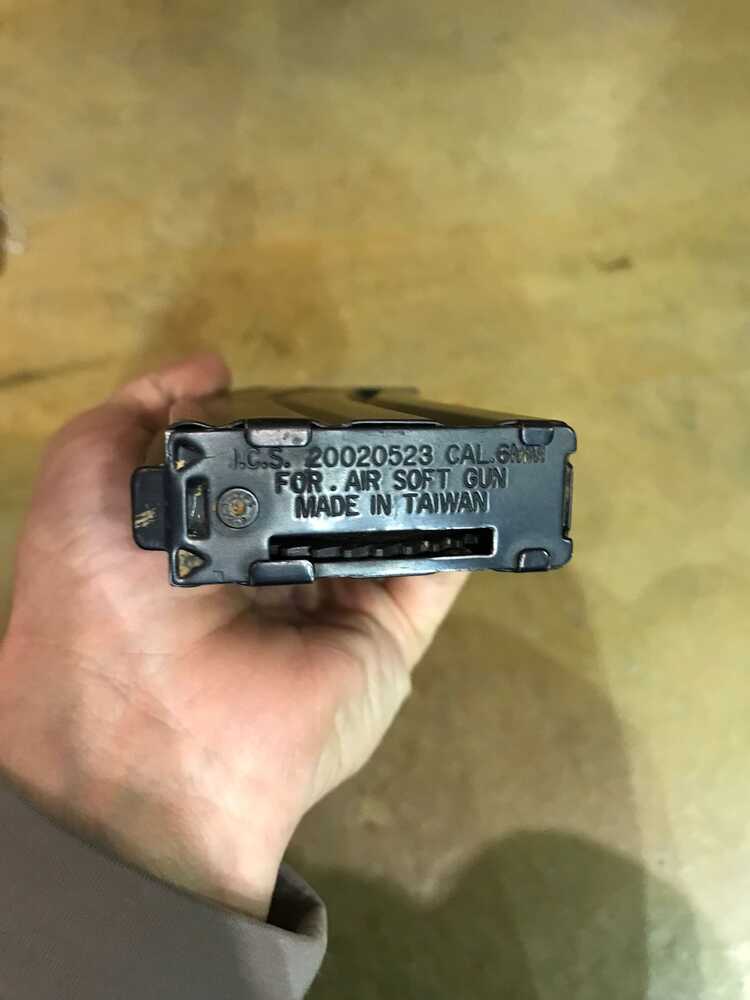 I.C.S. 20020523 CAL.6MM
FOR. AIR SOFT GUN
MADE IN TAIWAN